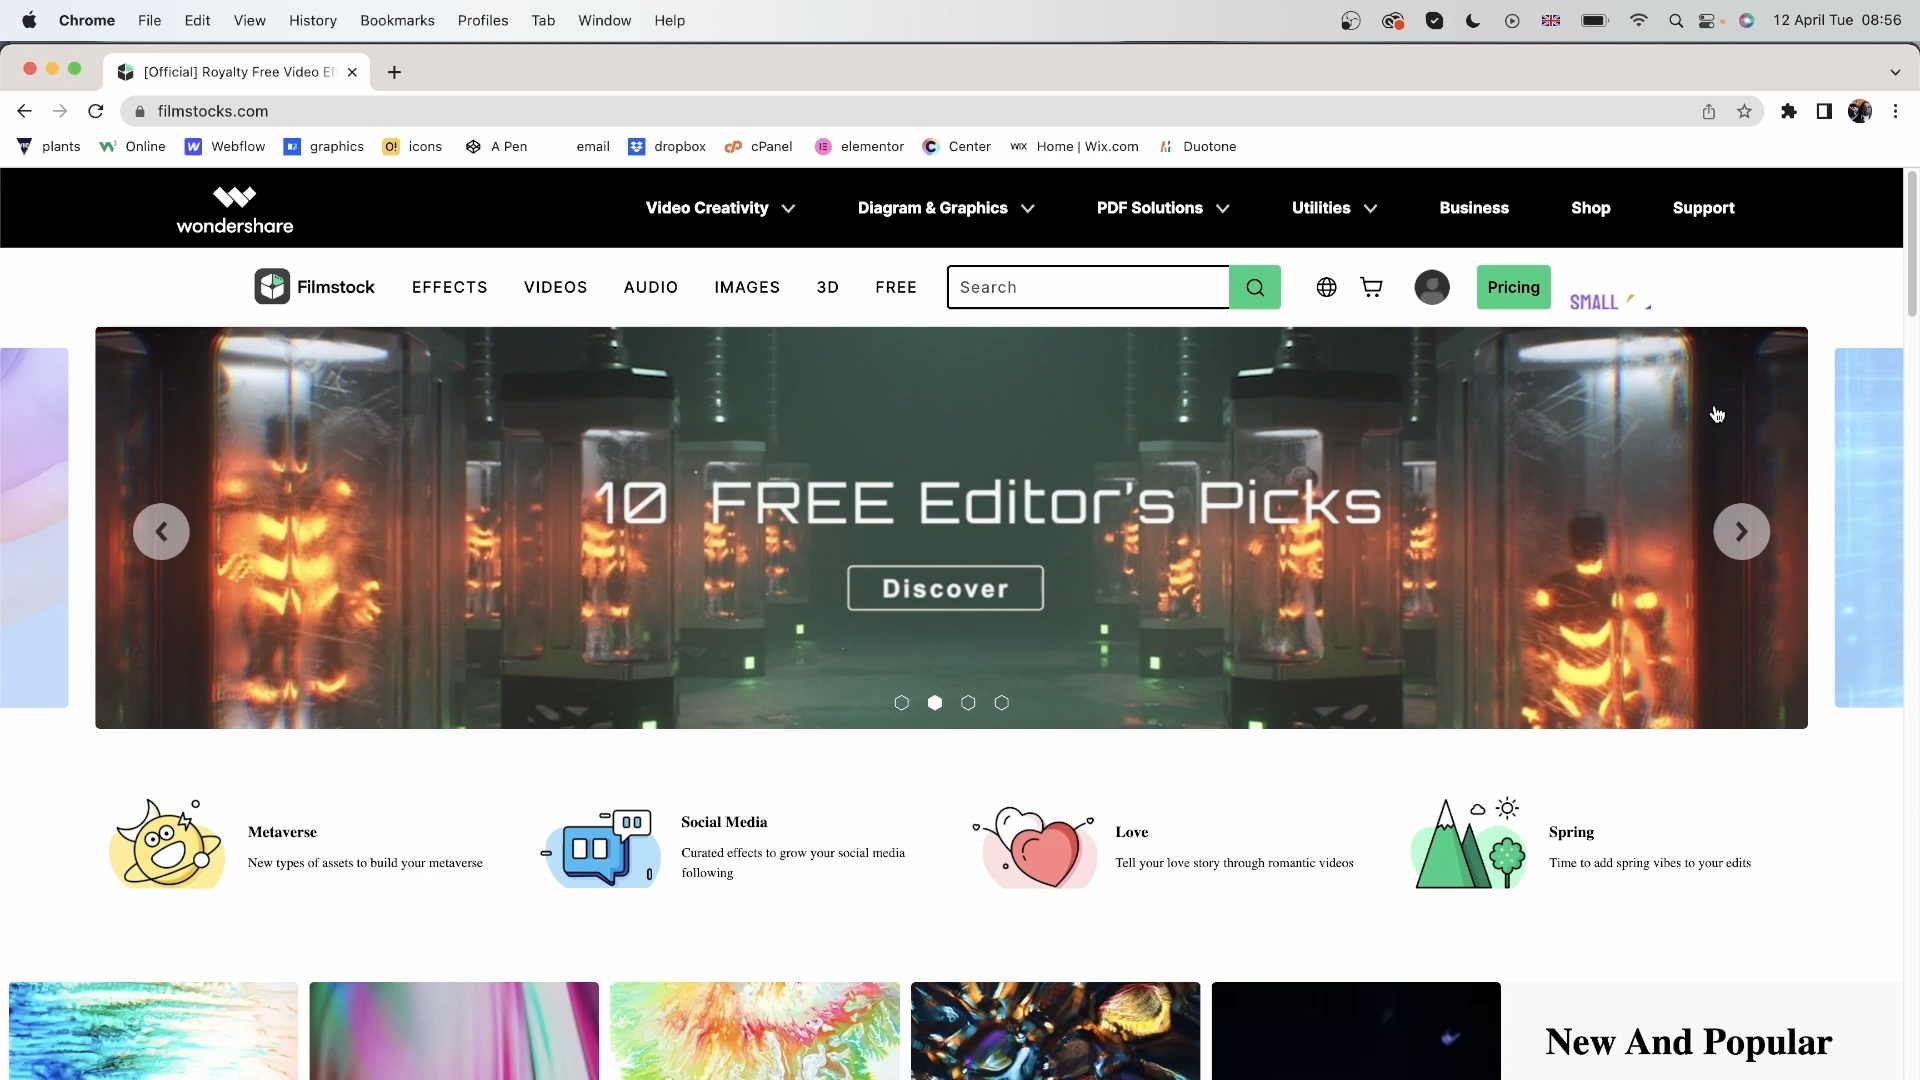 Chrome File Edit View History Bookmarks Profiles Tab Window Help 12 April Tue 08:56
[Official] Royalty Free Video Ef
filmstocks.com
plants Online Webflow graphics icons A Pen email dropbox cPanel elementor Center Home | Wix.com Duotone
wondershare Video Creativity Diagram & Graphics PDF Solutions Utilities Business Shop Support
Filmstock EFFECTS VIDEOS AUDIO IMAGES 3D FREE Search Pricing SMALL
10 FREE Editor's Picks
Discover
Metaverse
New types of assets to build your metaverse
Social Media
Curated effects to grow your social media
following
Love
Tell your love story through romantic videos
Spring
Time to add spring vibes to your edits
New And Popular